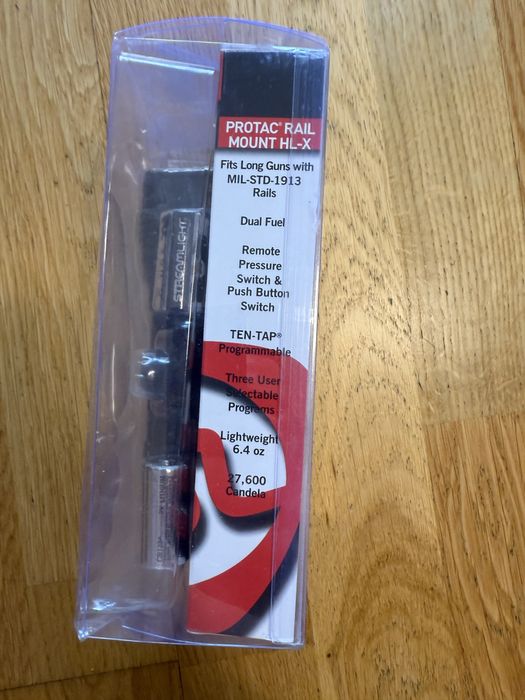 PROTAC® RAIL
MOUNT HL-X
Fits Long Guns with
MIL-STD-1913
Rails
Dual Fuel
Remote
Pressure
Switch &
Push Button
Switch
TEN-TAP®
Programmable
Three User
Selectable
Programs
Lightweight
6.4 oz
27,600
Candela
STREAMLIGHT